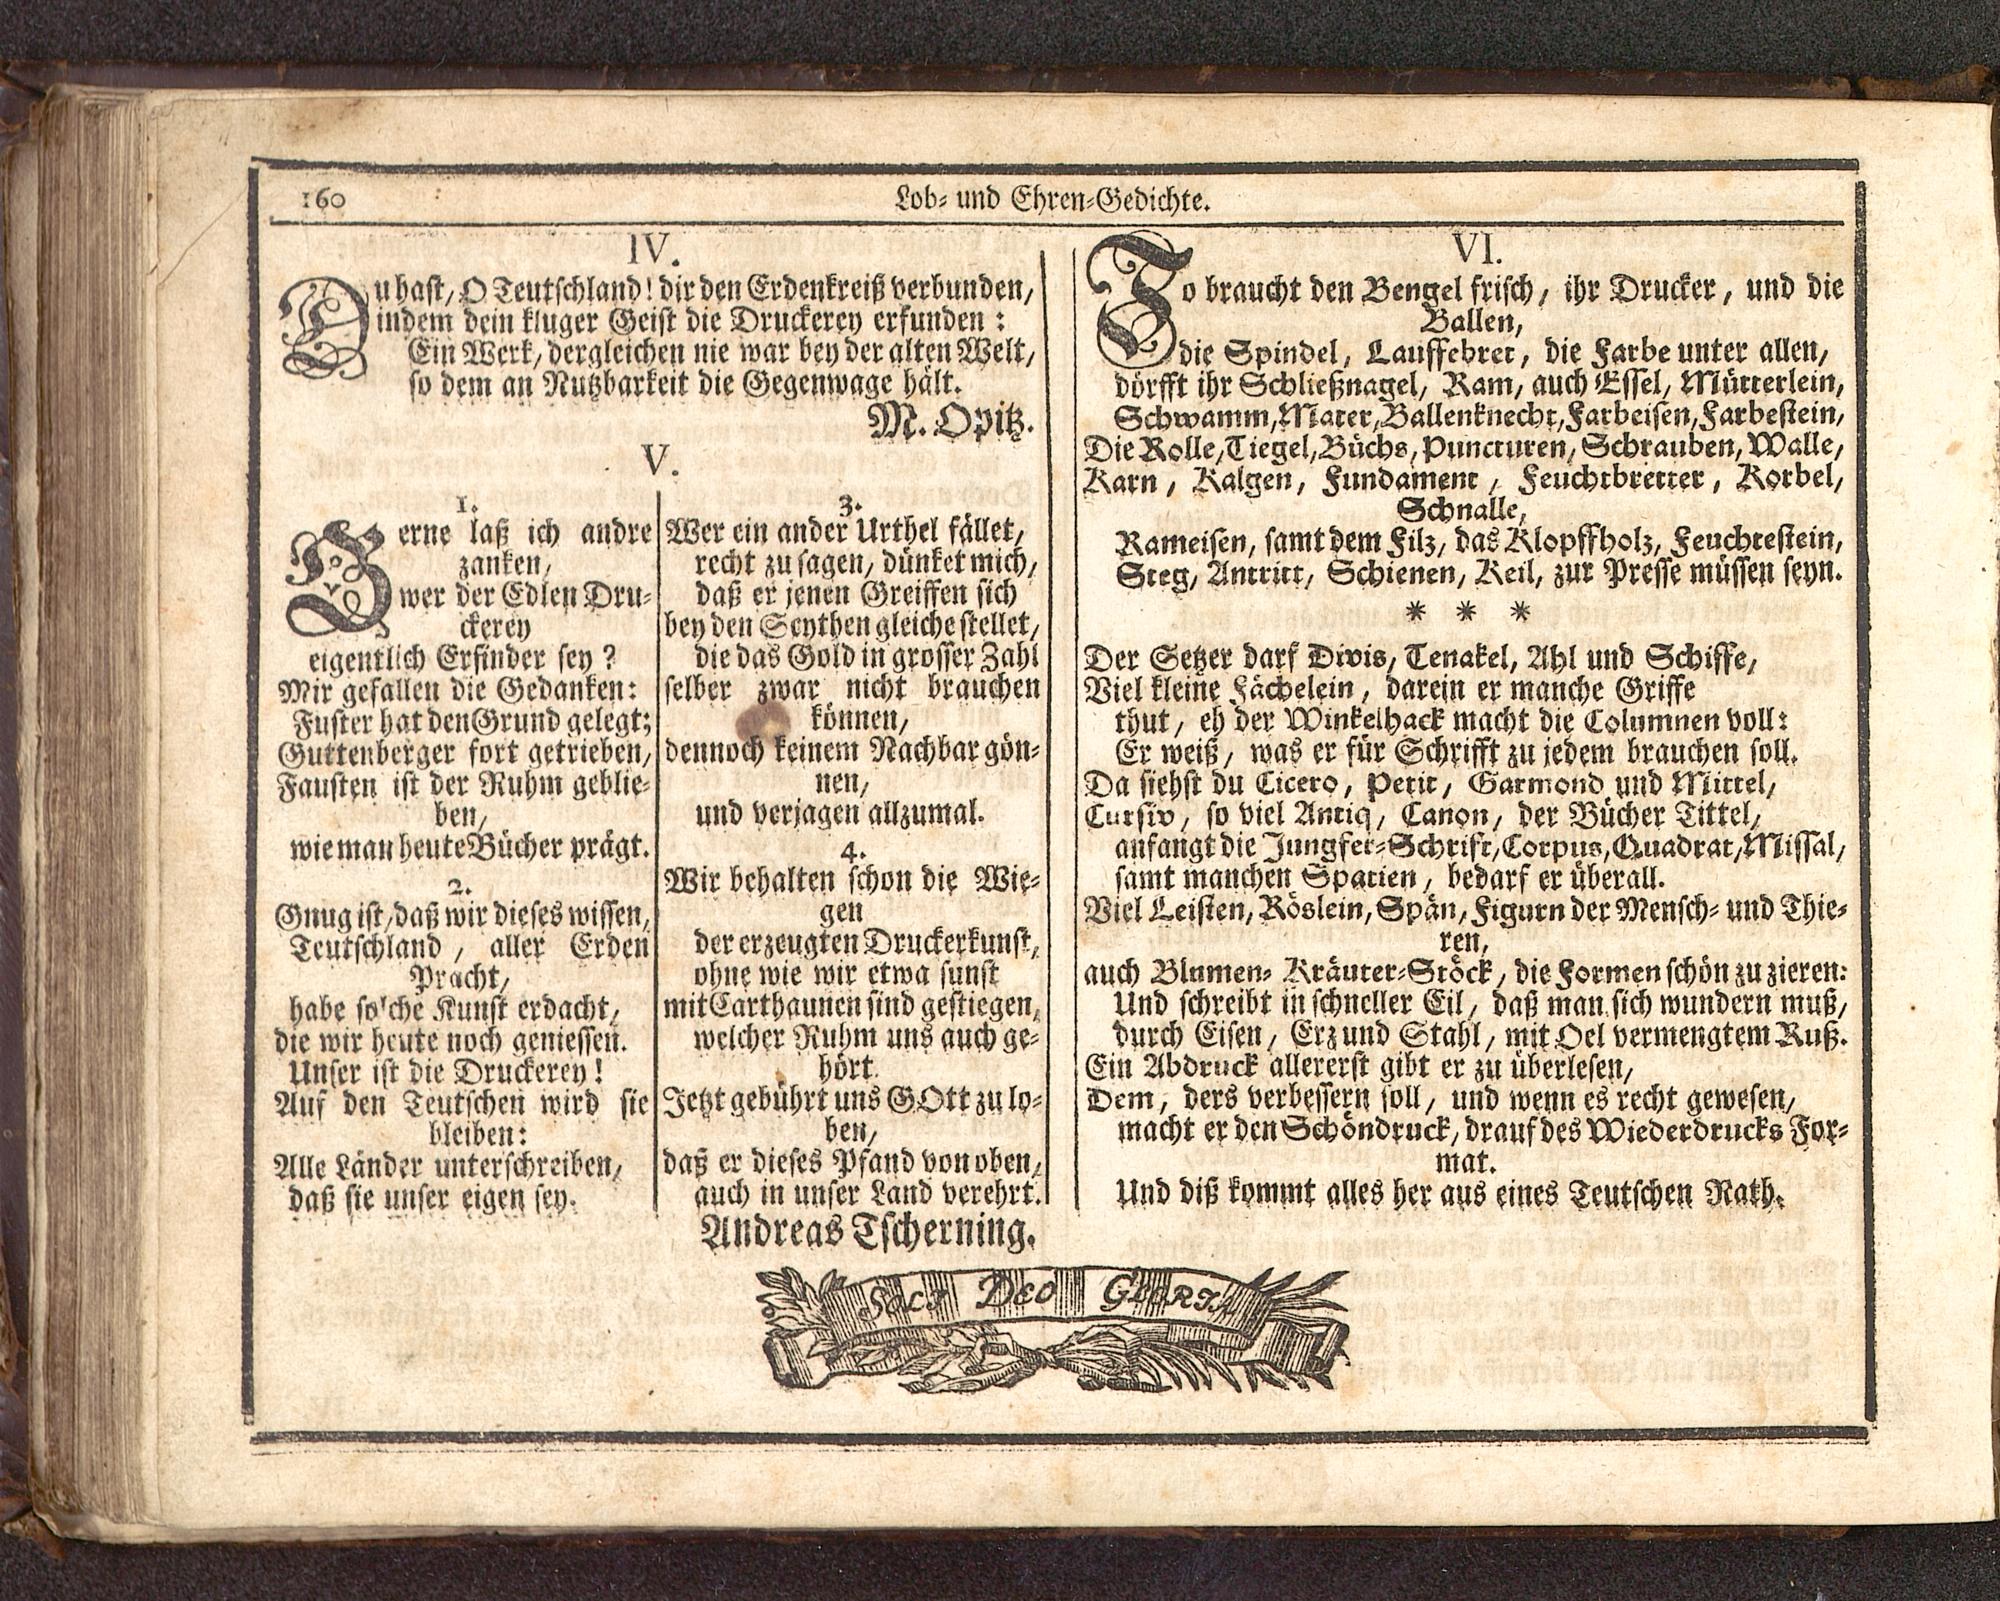 160
Lob- und Ehren-Gedichte.
IV.
Du hast, O Teutschland! dir den Erdenkreiß verbunden,
indem dein kluger Geist die Druckerey erfunden:
Ein Werk, dergleichen nie war bey der alten Welt,
so dem an Nutzbarkeit die Gegenwage hält.
M. Opitz.
V.
1.
Gerne laß ich andre
zanken,
wer der Edlen Dru-
ckerey
eigentlich Erfinder sey?
Mir gefallen die Gedanken:
Fuster hat den Grund gelegt;
Guttenberger fort getrieben,
Fausten ist der Ruhm geblie-
ben,
wie man heute Bücher prägt.
2.
Gnug ist, daß wir dieses wissen,
Teutschland, aller Erden
Pracht,
habe solche Kunst erdacht,
die wir heute noch geniessen.
Unser ist die Druckerey!
Auf den Teutschen wird sie
bleiben:
Alle Länder unterschreiben,
daß sie unser eigen sey.
3.
Wer ein ander Urthel fället,
recht zu sagen, dünket mich,
daß er jenen Greiffen sich
bey den Scythen gleiche stellet,
die das Gold in grosser Zahl
selber zwar nicht brauchen
können,
dennoch keinem Nachbar gön-
nen,
und verjagen allzumal.
4.
Wir behalten schon die Wie-
gen
der erzeugten Druckerkunst,
ohne wie wir etwa sunst
mit Carthaunen sind gestiegen,
welcher Ruhm uns auch ge-
hört.
Jetzt gebührt uns GOtt zu lo-
ben,
daß er dieses Pfand von oben,
auch in unser Land verehrt.
Andreas Tscherning.
VI.
So braucht den Bengel frisch, ihr Drucker, und die
Ballen,
die Spindel, Lauffebret, die Farbe unter allen,
dörfft ihr Schließnagel, Ram, auch Essel, Mütterlein,
Schwamm, Mater, Ballenknecht, Farbeisen, Farbestein,
Die Rolle, Tiegel, Büchs, Puncturen, Schrauben, Walle,
Karn, Kalgen, Fundament, Feuchtbretter, Korbel,
Schnalle,
Rameisen, samt dem Filz, das Klopffholz, Feuchtestein,
Steg, Antritt, Schienen, Keil, zur Presse müssen seyn.
* * *
Der Setzer darf Divis, Tenakel, Ahl und Schiffe,
Viel kleine Fächelein, darein er manche Griffe
thut, eh der Winkelhack macht die Columnen voll:
Er weiß, was er für Schrifft zu jedem brauchen soll.
Da siehst du Cicero, Petit, Garmond und Mittel,
Cursiv, so viel Antiq, Canon, der Bücher Tittel,
anfangt die Jungfer-Schrift, Corpus, Quadrat, Missal,
samt manchen Spatien, bedarf er überall.
Viel Leisten, Röslein, Spän, Figurn der Mensch- und Thie-
ren,
auch Blumen- Kräuter-Stöck, die Formen schön zu zieren:
Und schreibt in schneller Eil, daß man sich wundern muß,
durch Eisen, Erz und Stahl, mit Oel vermengtem Ruß.
Ein Abdruck allererst gibt er zu überlesen,
Dem, ders verbessern soll, und wenn es recht gewesen,
macht er den Schöndruck, drauf des Wiederdrucks For-
mat.
Und diß kommt alles her aus eines Teutschen Rath.
SOLI DEO GLORIA